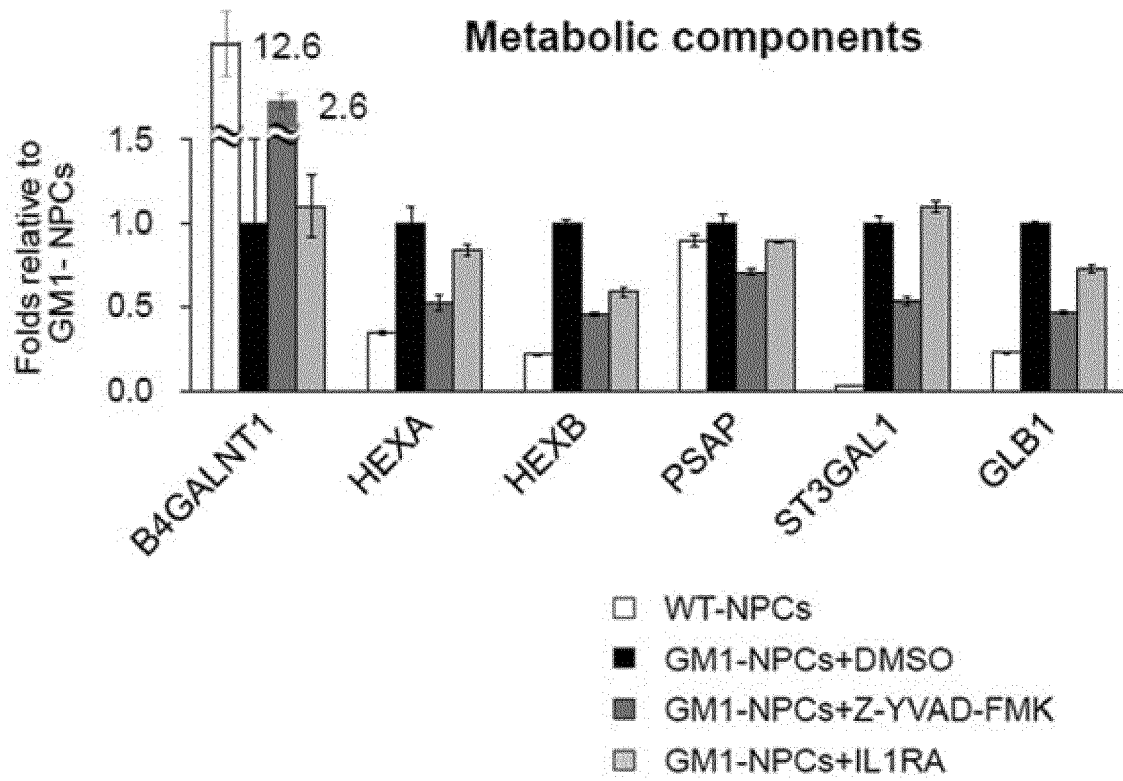 Metabolic components
12.6
2.6
Folds relative to
GM1- NPCs
1.5
1.0
0.5
0.0
B4GALNT1
HEXA
HEXB
PSAP
ST3GAL1
GLB1
WT-NPCs
GM1-NPCs+DMSO
GM1-NPCs+Z-YVAD-FMK
GM1-NPCs+IL1RA